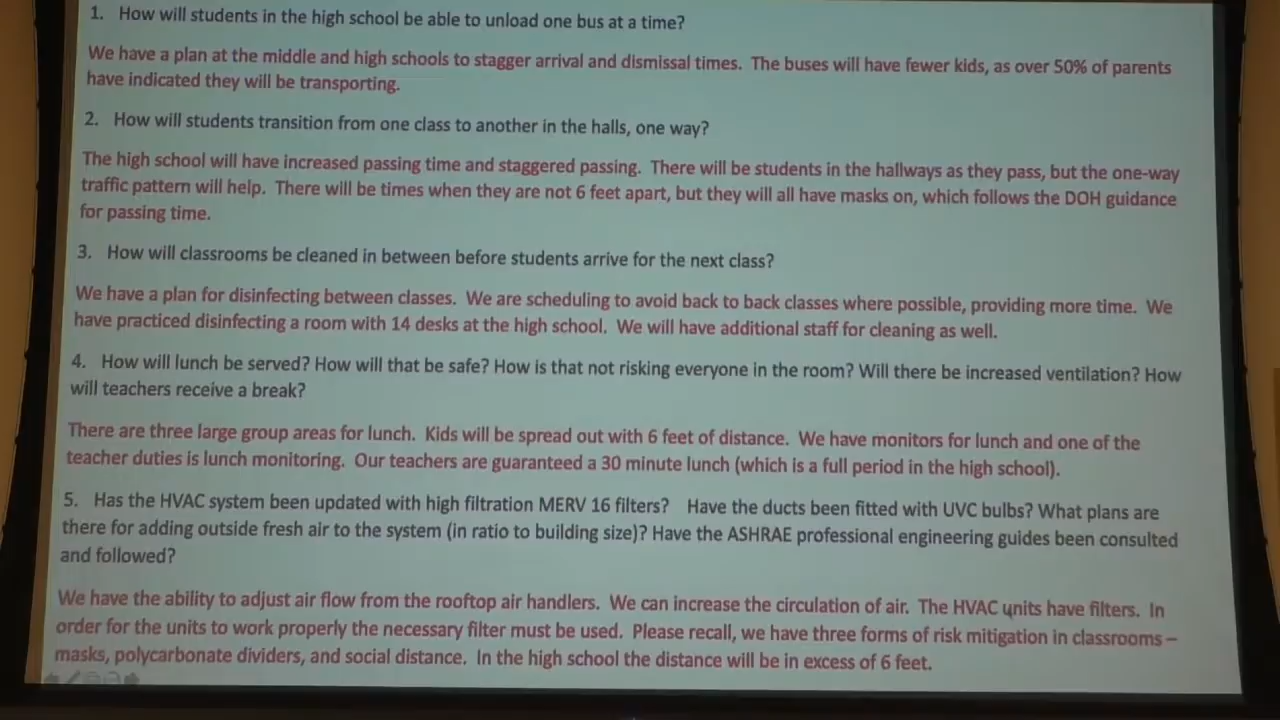 1. How will students in the high school be able to unload one bus at a time?
We have a plan at the middle and high schools to stagger arrival and dismissal times. The buses will have fewer kids, as over 50% of parents
have indicated they will be transporting.
2. How will students transition from one class to another in the halls, one way?
The high school will have increased passing time and staggered passing. There will be students in the hallways as they pass, but the one-way
traffic pattern will help. There will be times when they are not 6 feet apart, but they will all have masks on, which follows the DOH guidance
for passing time.
3. How will classrooms be cleaned in between before students arrive for the next class?
We have a plan for disinfecting between classes. We are scheduling to avoid back to back classes where possible, providing more time. We
have practiced disinfecting a room with 14 desks at the high school. We will have additional staff for cleaning as well.
4. How will lunch be served? How will that be safe? How is that not risking everyone in the room? Will there be increased ventilation? How
will teachers receive a break?
There are three large group areas for lunch. Kids will be spread out with 6 feet of distance. We have monitors for lunch and one of the
teacher duties is lunch monitoring. Our teachers are guaranteed a 30 minute lunch (which is a full period in the high school).
5. Has the HVAC system been updated with high filtration MERV 16 filters? Have the ducts been fitted with UVC bulbs? What plans are
there for adding outside fresh air to the system (in ratio to building size)? Have the ASHRAE professional engineering guides been consulted
and followed?
We have the ability to adjust air flow from the rooftop air handlers. We can increase the circulation of air. The HVAC units have filters. In
order for the units to work properly the necessary filter must be used. Please recall, we have three forms of risk mitigation in classrooms –
masks, polycarbonate dividers, and social distance. In the high school the distance will be in excess of 6 feet.